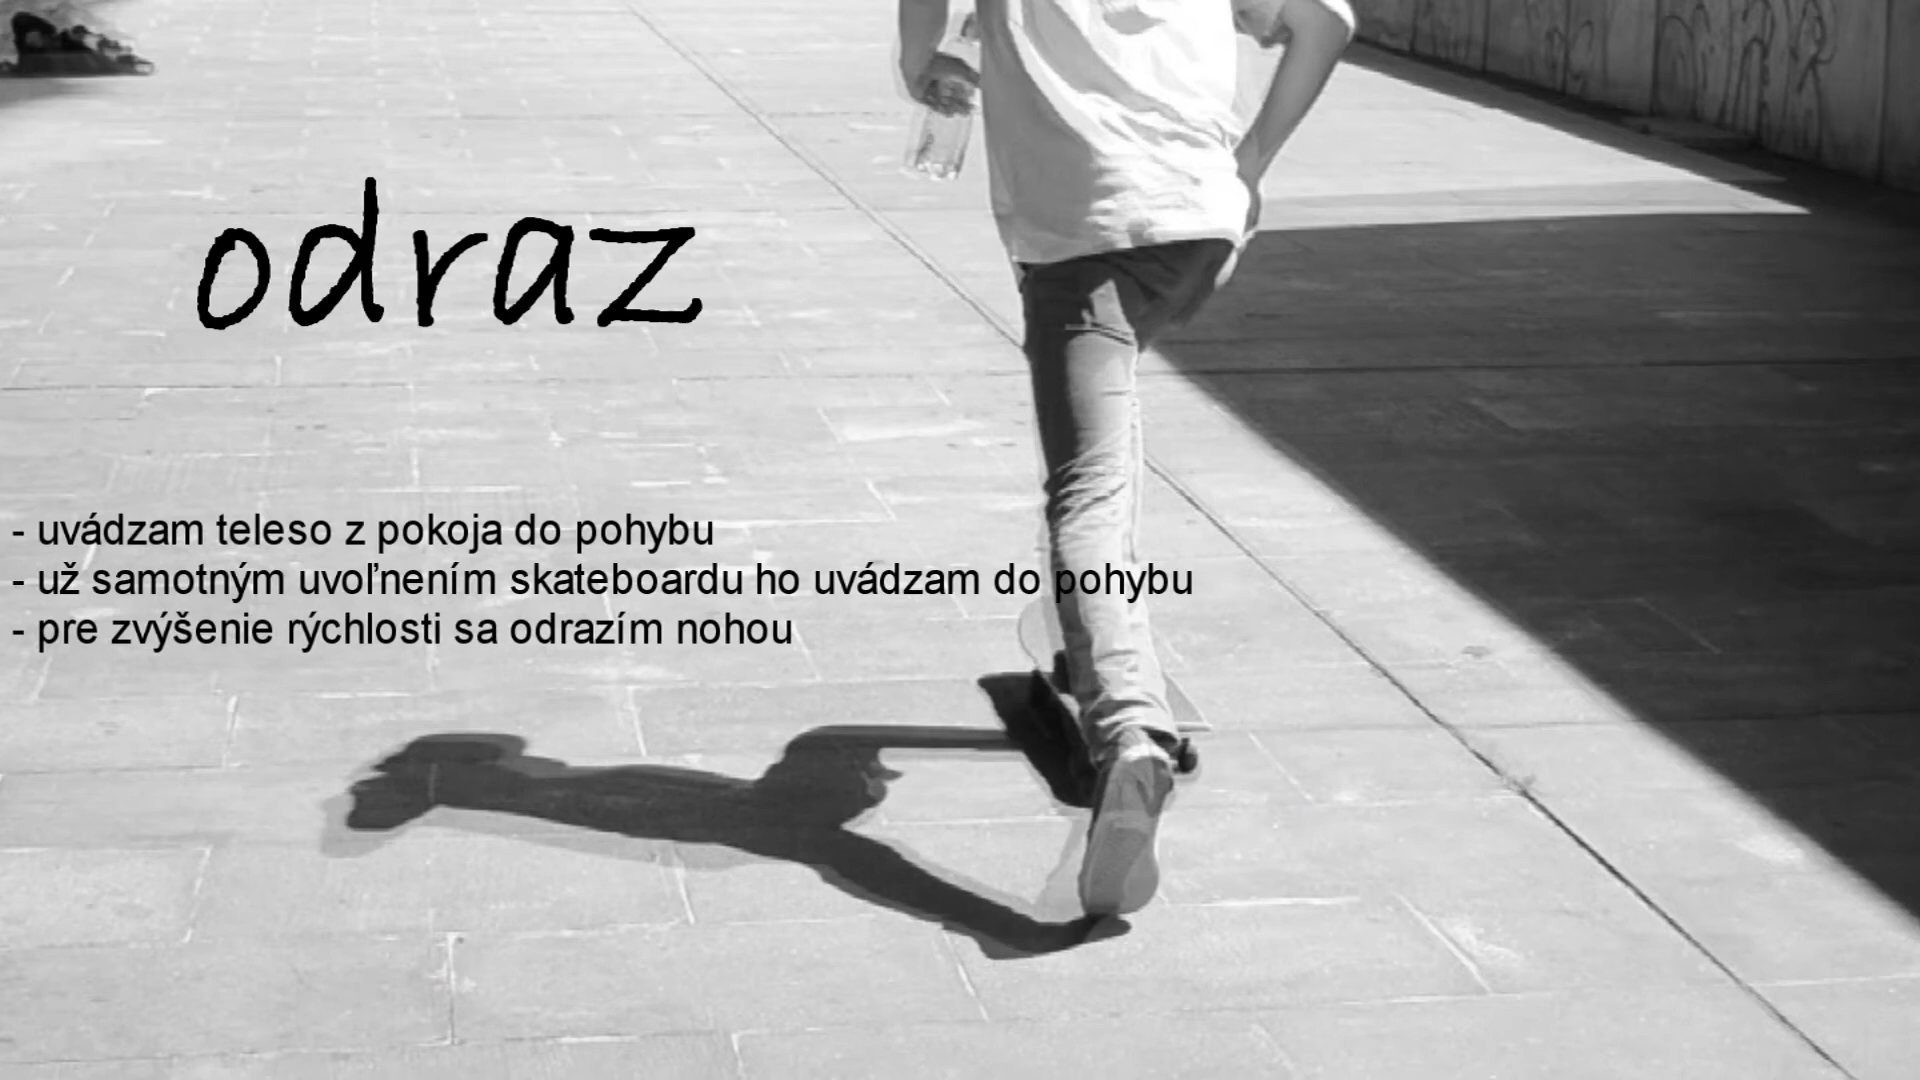 odraz
- uvádzam teleso z pokoja do pohybu
- už samotným uvoľnením skateboardu ho uvádzam do pohybu
- pre zvýšenie rýchlosti sa odrazím nohou